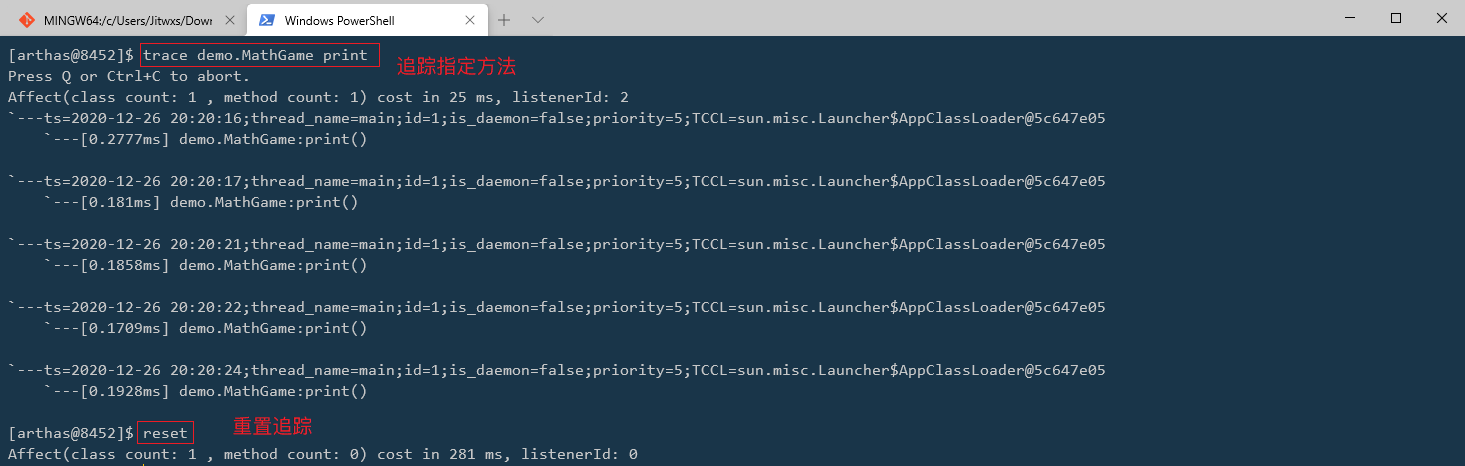 MINGW64:/c/Users/Jitwxs/Dow
Windows PowerShell
[arthas@8452]$ trace demo.MathGame print
追踪指定方法
Press Q or Ctrl+C to abort.
Affect(class count: 1 , method count: 1) cost in 25 ms, listenerId: 2
`---ts=2020-12-26 20:20:16;thread_name=main;id=1;is_daemon=false;priority=5;TCCL=sun.misc.Launcher$AppClassLoader@5c647e05
    `---[0.2777ms] demo.MathGame:print()
`---ts=2020-12-26 20:20:17;thread_name=main;id=1;is_daemon=false;priority=5;TCCL=sun.misc.Launcher$AppClassLoader@5c647e05
    `---[0.181ms] demo.MathGame:print()
`---ts=2020-12-26 20:20:21;thread_name=main;id=1;is_daemon=false;priority=5;TCCL=sun.misc.Launcher$AppClassLoader@5c647e05
    `---[0.1858ms] demo.MathGame:print()
`---ts=2020-12-26 20:20:22;thread_name=main;id=1;is_daemon=false;priority=5;TCCL=sun.misc.Launcher$AppClassLoader@5c647e05
    `---[0.1709ms] demo.MathGame:print()
`---ts=2020-12-26 20:20:24;thread_name=main;id=1;is_daemon=false;priority=5;TCCL=sun.misc.Launcher$AppClassLoader@5c647e05
    `---[0.1928ms] demo.MathGame:print()
[arthas@8452]$ reset
重置追踪
Affect(class count: 1 , method count: 0) cost in 281 ms, listenerId: 0